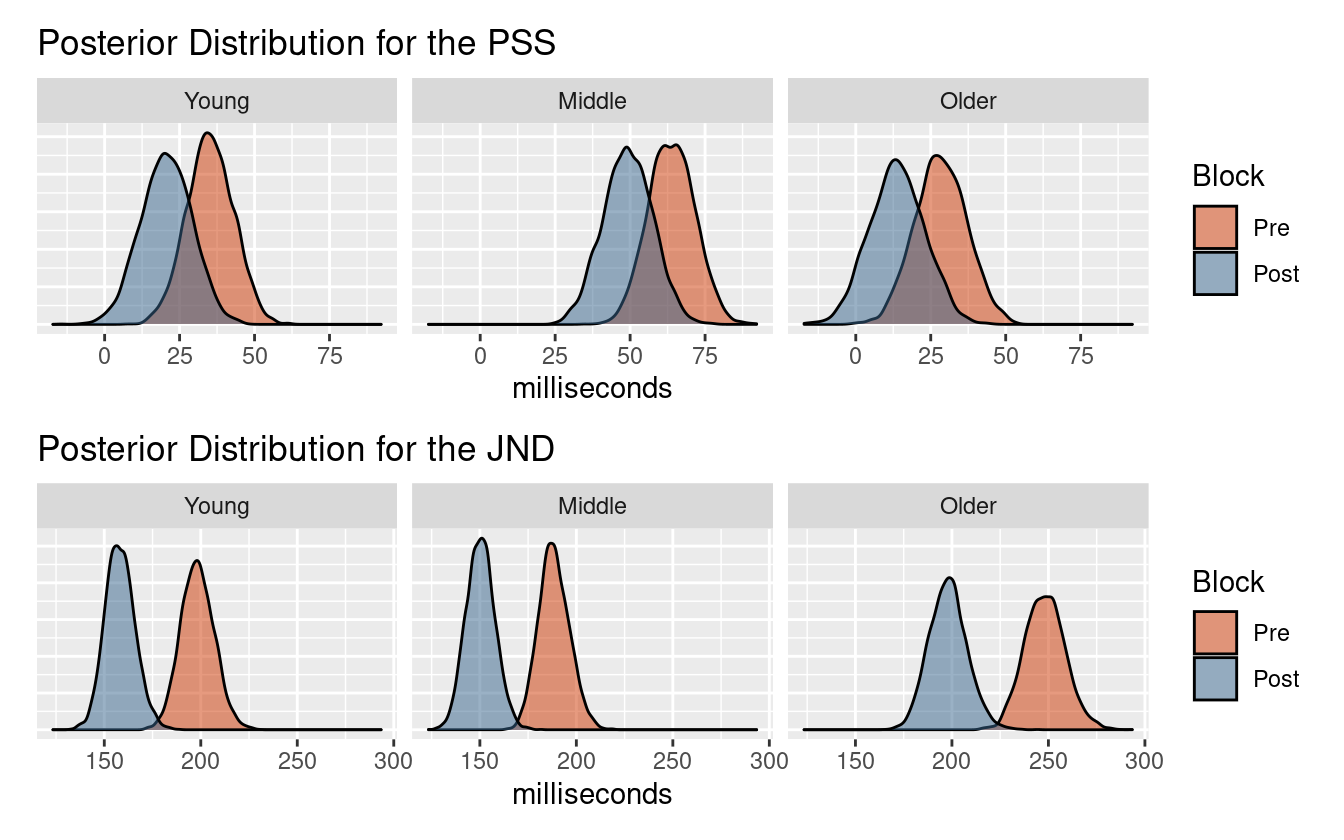 Posterior Distribution for the PSS
Young Middle Older
0 25 50 75 0 25 50 75 0 25 50 75
milliseconds
Block
Pre
Post
Posterior Distribution for the JND
Young Middle Older
150 200 250 300 150 200 250 300 150 200 250 300
milliseconds
Block
Pre
Post